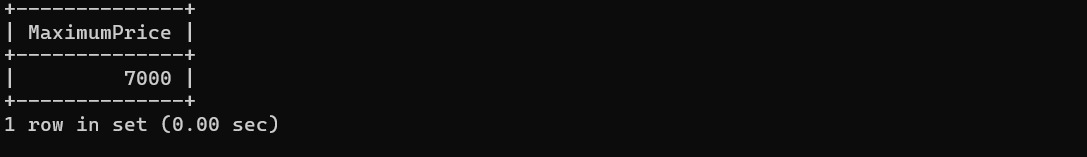 +--------------+
| MaximumPrice |
+--------------+
|         7000 |
+--------------+
1 row in set (0.00 sec)